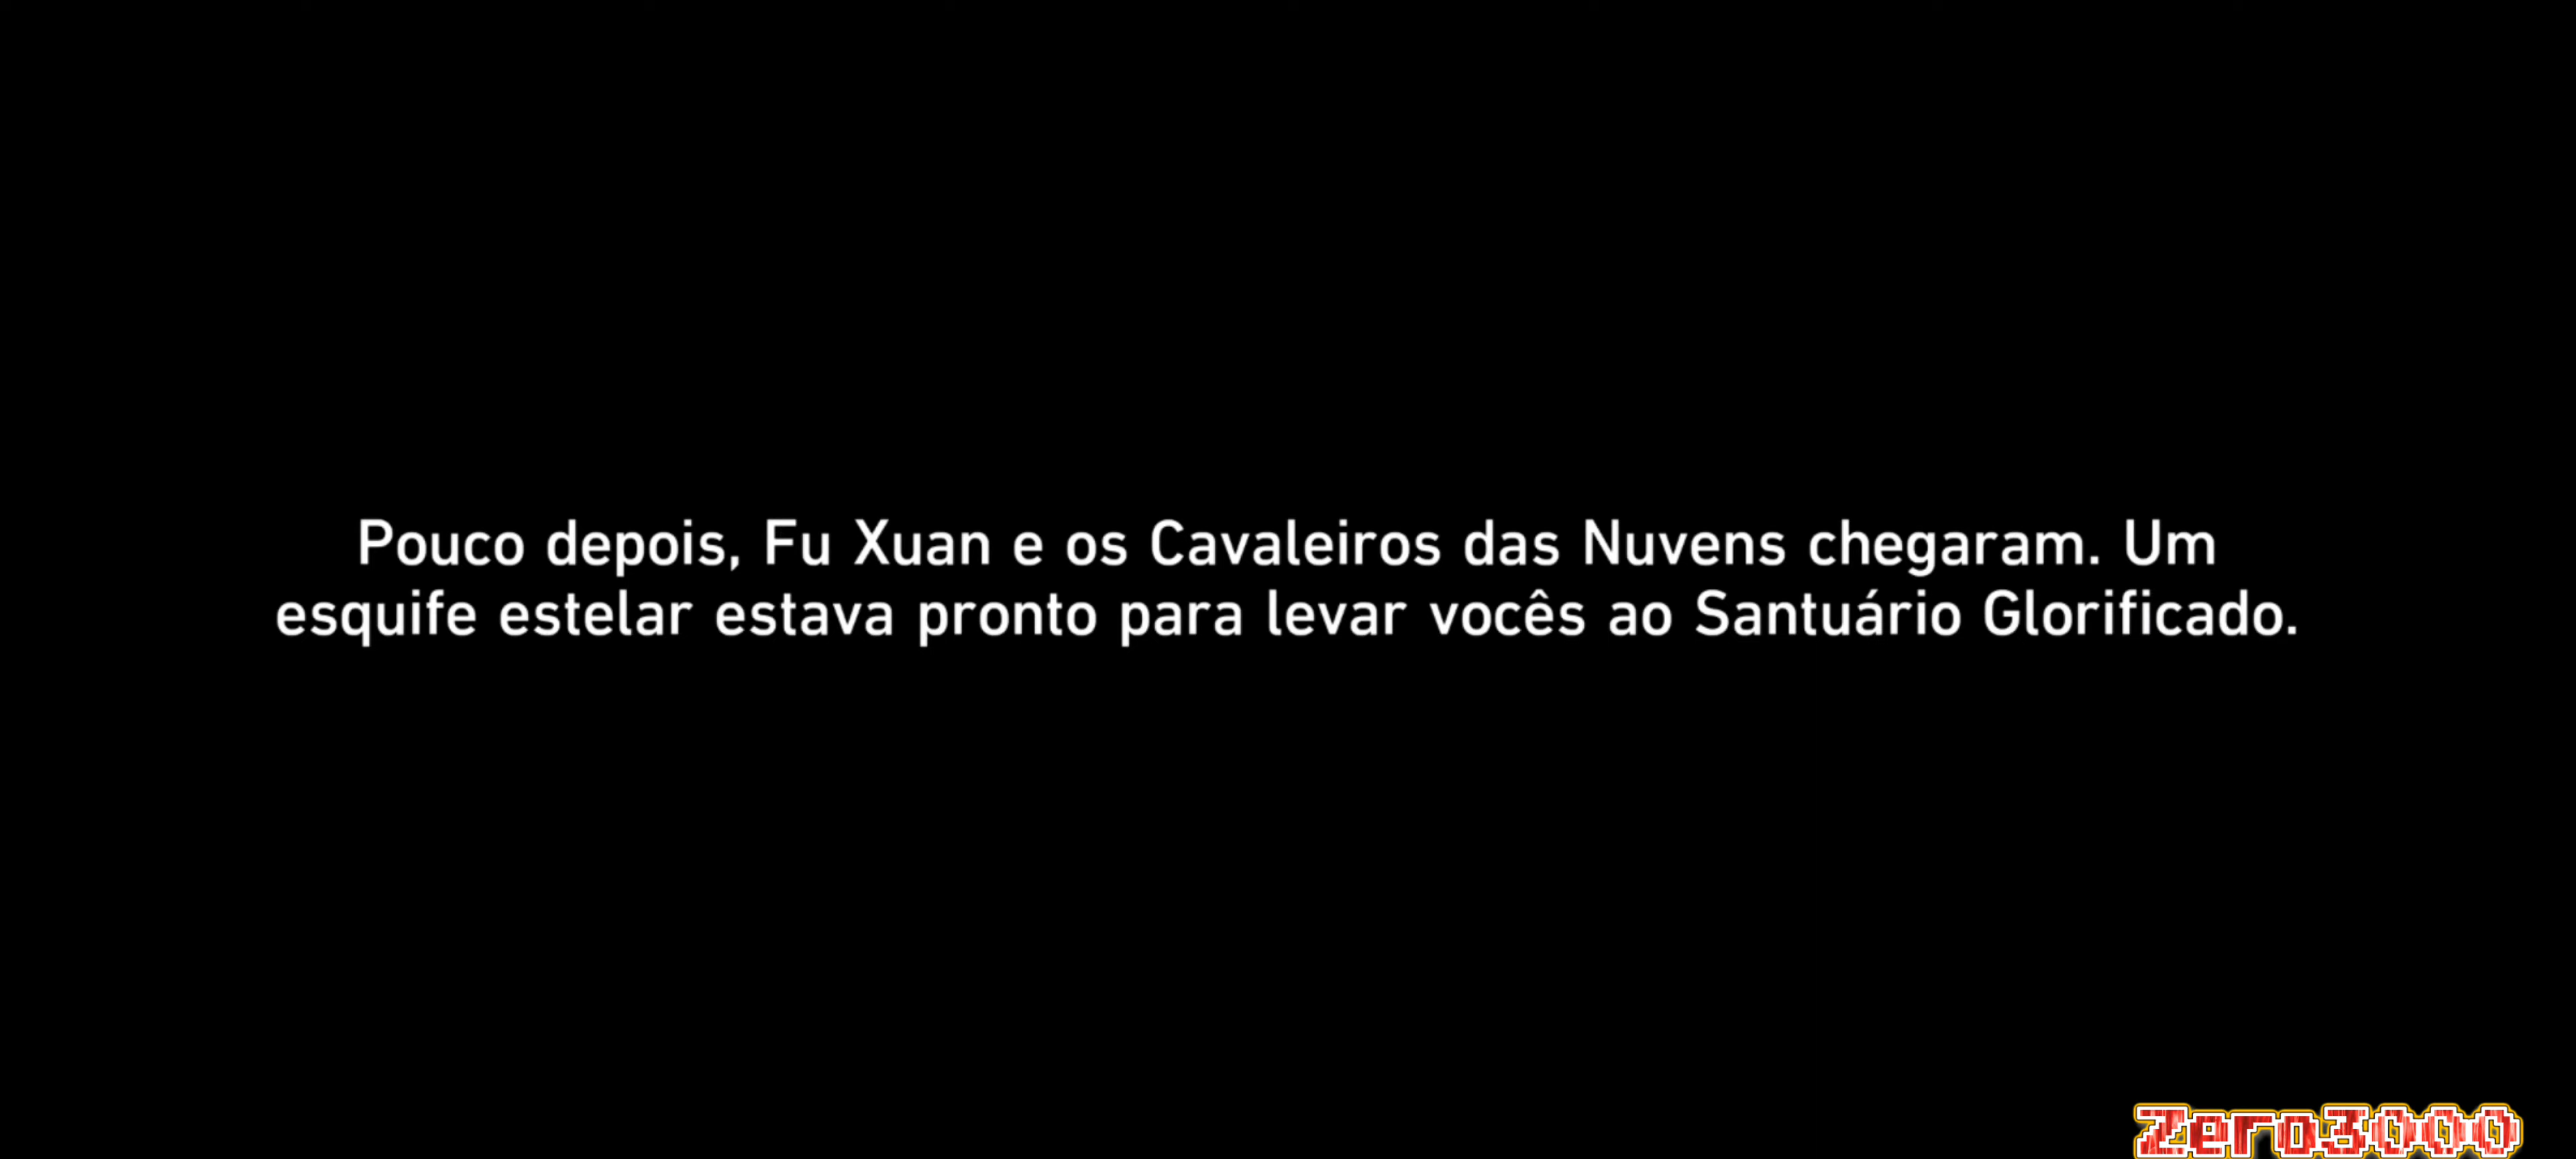 Pouco depois, Fu Xuan e os Cavaleiros das Nuvens chegaram. Um
esquife estelar estava pronto para levar vocês ao Santuário Glorificado.
Zero3000